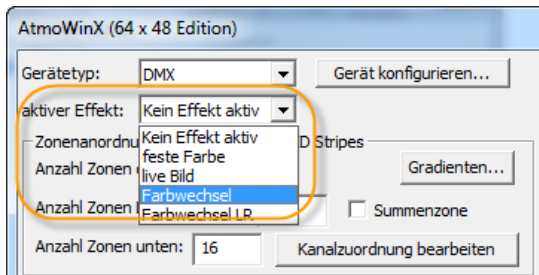 AtmoWinX (64 x 48 Edition)
Gerätetyp: DMX Gerät konfigurieren...
aktiver Effekt: Kein Effekt aktiv
Kein Effekt aktiv
feste Farbe
live Bild
Farbwechsel
Farbwechsel LR
Zonenanordnu D Stripes
Anzahl Zonen Gradienten...
Anzahl Zonen Summenzone
Anzahl Zonen unten: 16 Kanalzuordnung bearbeiten